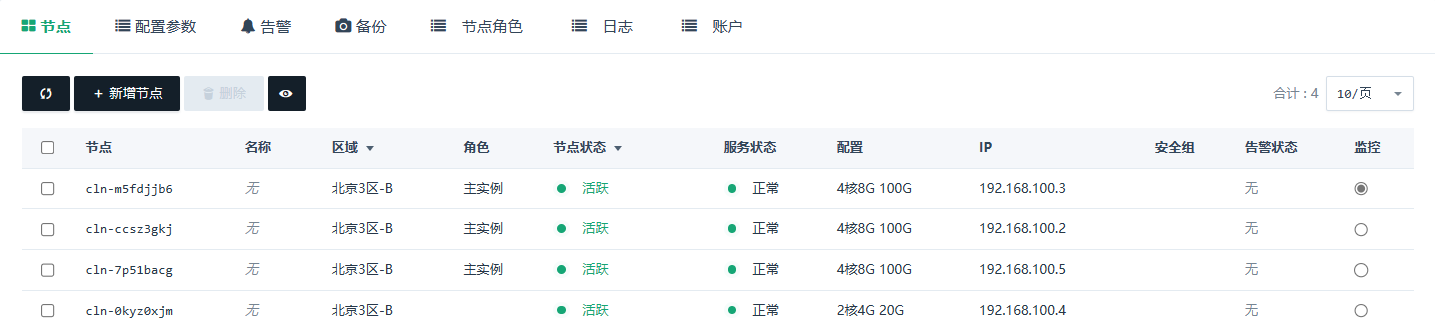 节点 配置参数 告警 备份 节点角色 日志 账户
+ 新增节点 删除 合计：4 10/页
节点 名称 区域 角色 节点状态 服务状态 配置 IP 安全组 告警状态 监控
cln-m5fdjjb6 无 北京3区-B 主实例 活跃 正常 4核8G 100G 192.168.100.3 无
cln-ccsz3gkj 无 北京3区-B 主实例 活跃 正常 4核8G 100G 192.168.100.2 无
cln-7p51bacg 无 北京3区-B 主实例 活跃 正常 4核8G 100G 192.168.100.5 无
cln-0kyz0xjm 无 北京3区-B 活跃 正常 2核4G 20G 192.168.100.4 无